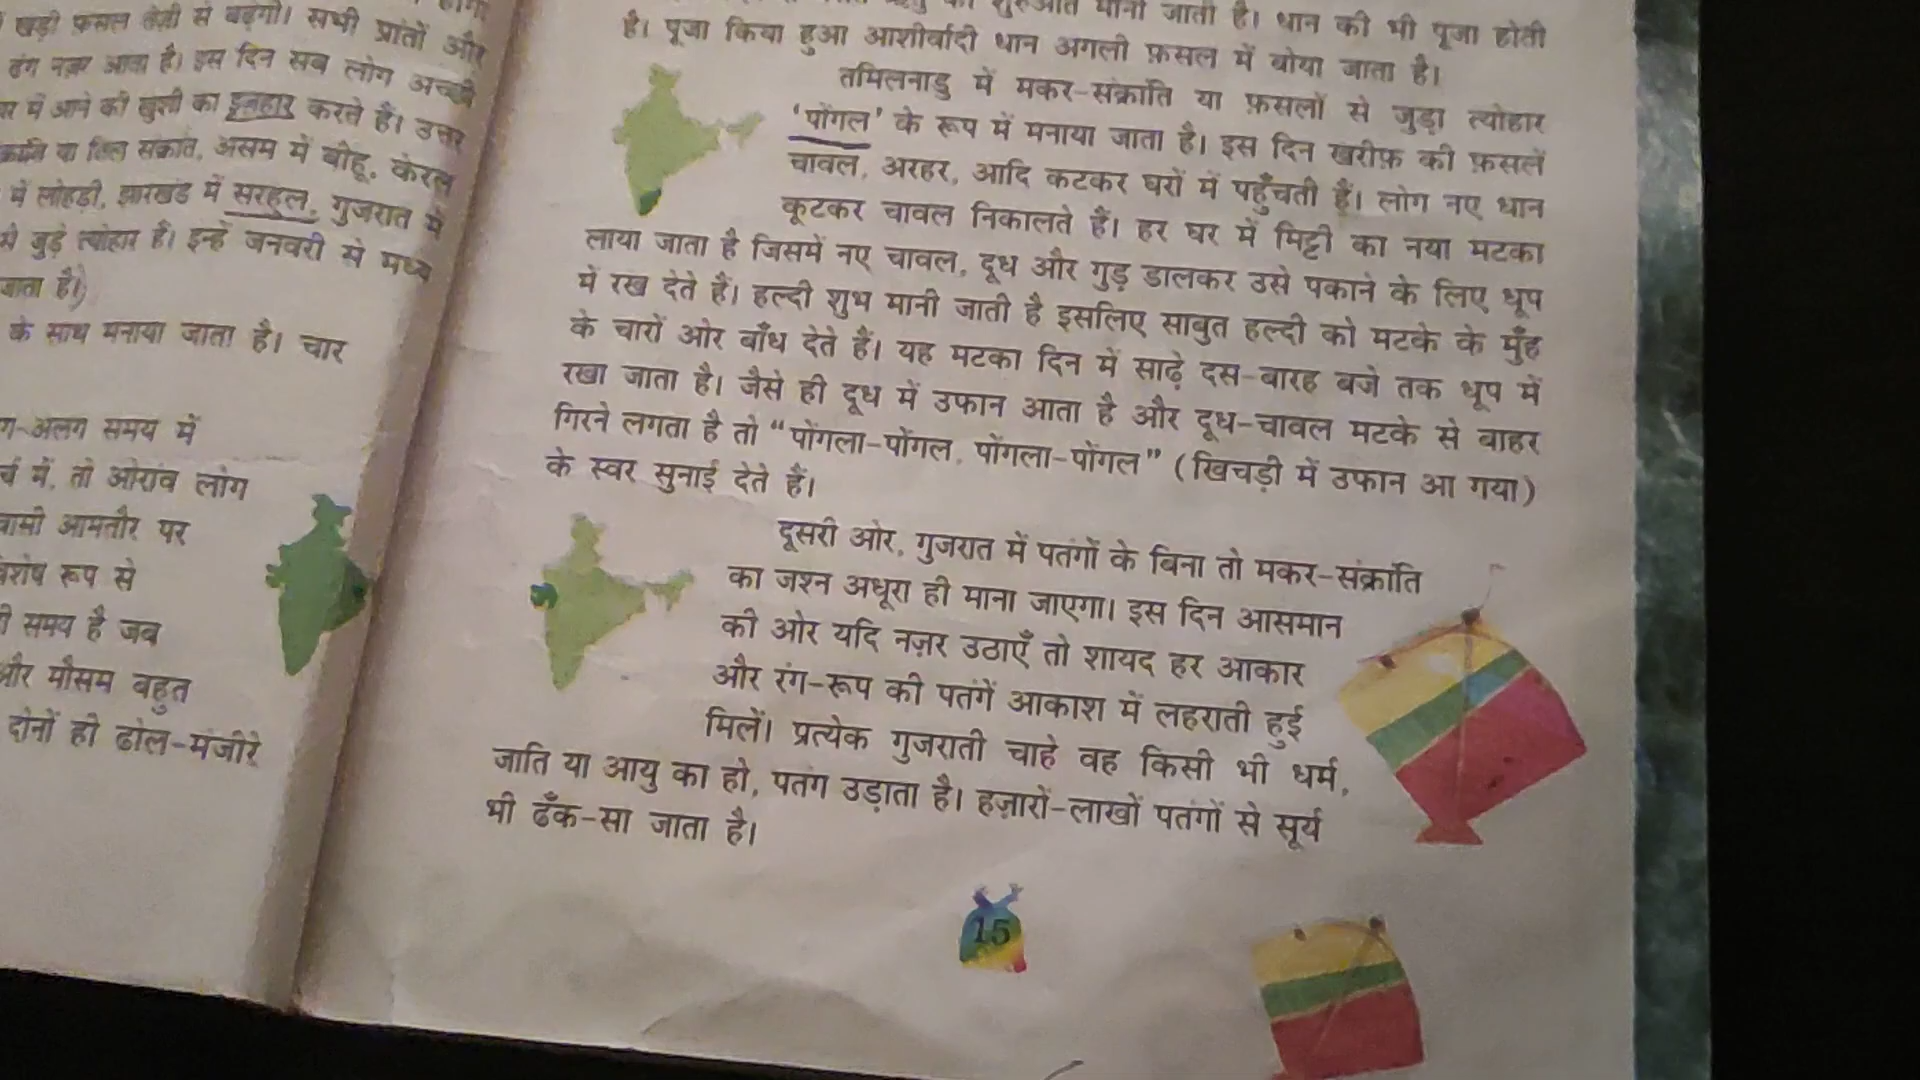 खड़ी फ़सल तेज़ी से बढ़ेगी। सभी प्रांतों और
रंग नज़र आता है। इस दिन सब लोग अच्छी
में आने की खुशी का इज़हार करते हैं। उत्तर
या तिल संक्रांत, असम में बीहू, केरल
में लोहड़ी, झारखंड में सरहुल, गुजरात में
से जुड़े त्योहार हैं। इन्हें जनवरी से मध्य
जाता है।
के साथ मनाया जाता है। चार
ग-अलग समय में
में, तो ओरांव लोग
वासी आमतौर पर
रूप से
समय है जब
और मौसम बहुत
दोनों ही ढोल-मंजीरे
की शुरुआत मानी जाती है। धान की भी पूजा होती
है। पूजा किया हुआ आशीर्वादी धान अगली फ़सल में बोया जाता है।
तमिलनाडु में मकर-संक्रांति या फ़सलों से जुड़ा त्योहार
‘पोंगल’ के रूप में मनाया जाता है। इस दिन खरीफ़ की फ़सलें
चावल, अरहर, आदि कटकर घरों में पहुँचती हैं। लोग नए धान
कूटकर चावल निकालते हैं। हर घर में मिट्टी का नया मटका
लाया जाता है जिसमें नए चावल, दूध और गुड़ डालकर उसे पकाने के लिए धूप
में रख देते हैं। हल्दी शुभ मानी जाती है इसलिए साबुत हल्दी को मटके के मुँह
के चारों ओर बाँध देते हैं। यह मटका दिन में साढ़े दस-बारह बजे तक धूप में
रखा जाता है। जैसे ही दूध में उफान आता है और दूध-चावल मटके से बाहर
गिरने लगता है तो “पोंगला-पोंगल, पोंगला-पोंगल” (खिचड़ी में उफान आ गया)
के स्वर सुनाई देते हैं।
दूसरी ओर, गुजरात में पतंगों के बिना तो मकर-संक्रांति
का जश्न अधूरा ही माना जाएगा। इस दिन आसमान
की ओर यदि नज़र उठाएँ तो शायद हर आकार
और रंग-रूप की पतंगें आकाश में लहराती हुई
मिलें। प्रत्येक गुजराती चाहे वह किसी भी धर्म,
जाति या आयु का हो, पतंग उड़ाता है। हज़ारों-लाखों पतंगों से सूर्य
भी ढँक-सा जाता है।
15